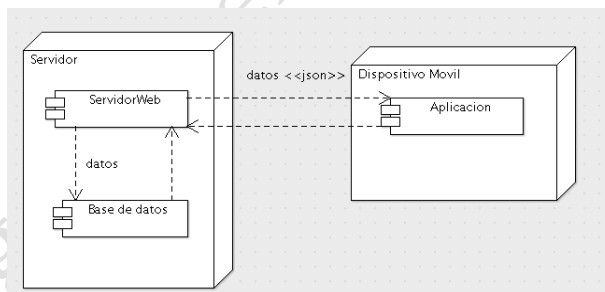 Servidor
ServidorWeb
datos
Base de datos
datos <<json>>
Dispositivo Movil
Aplicacion